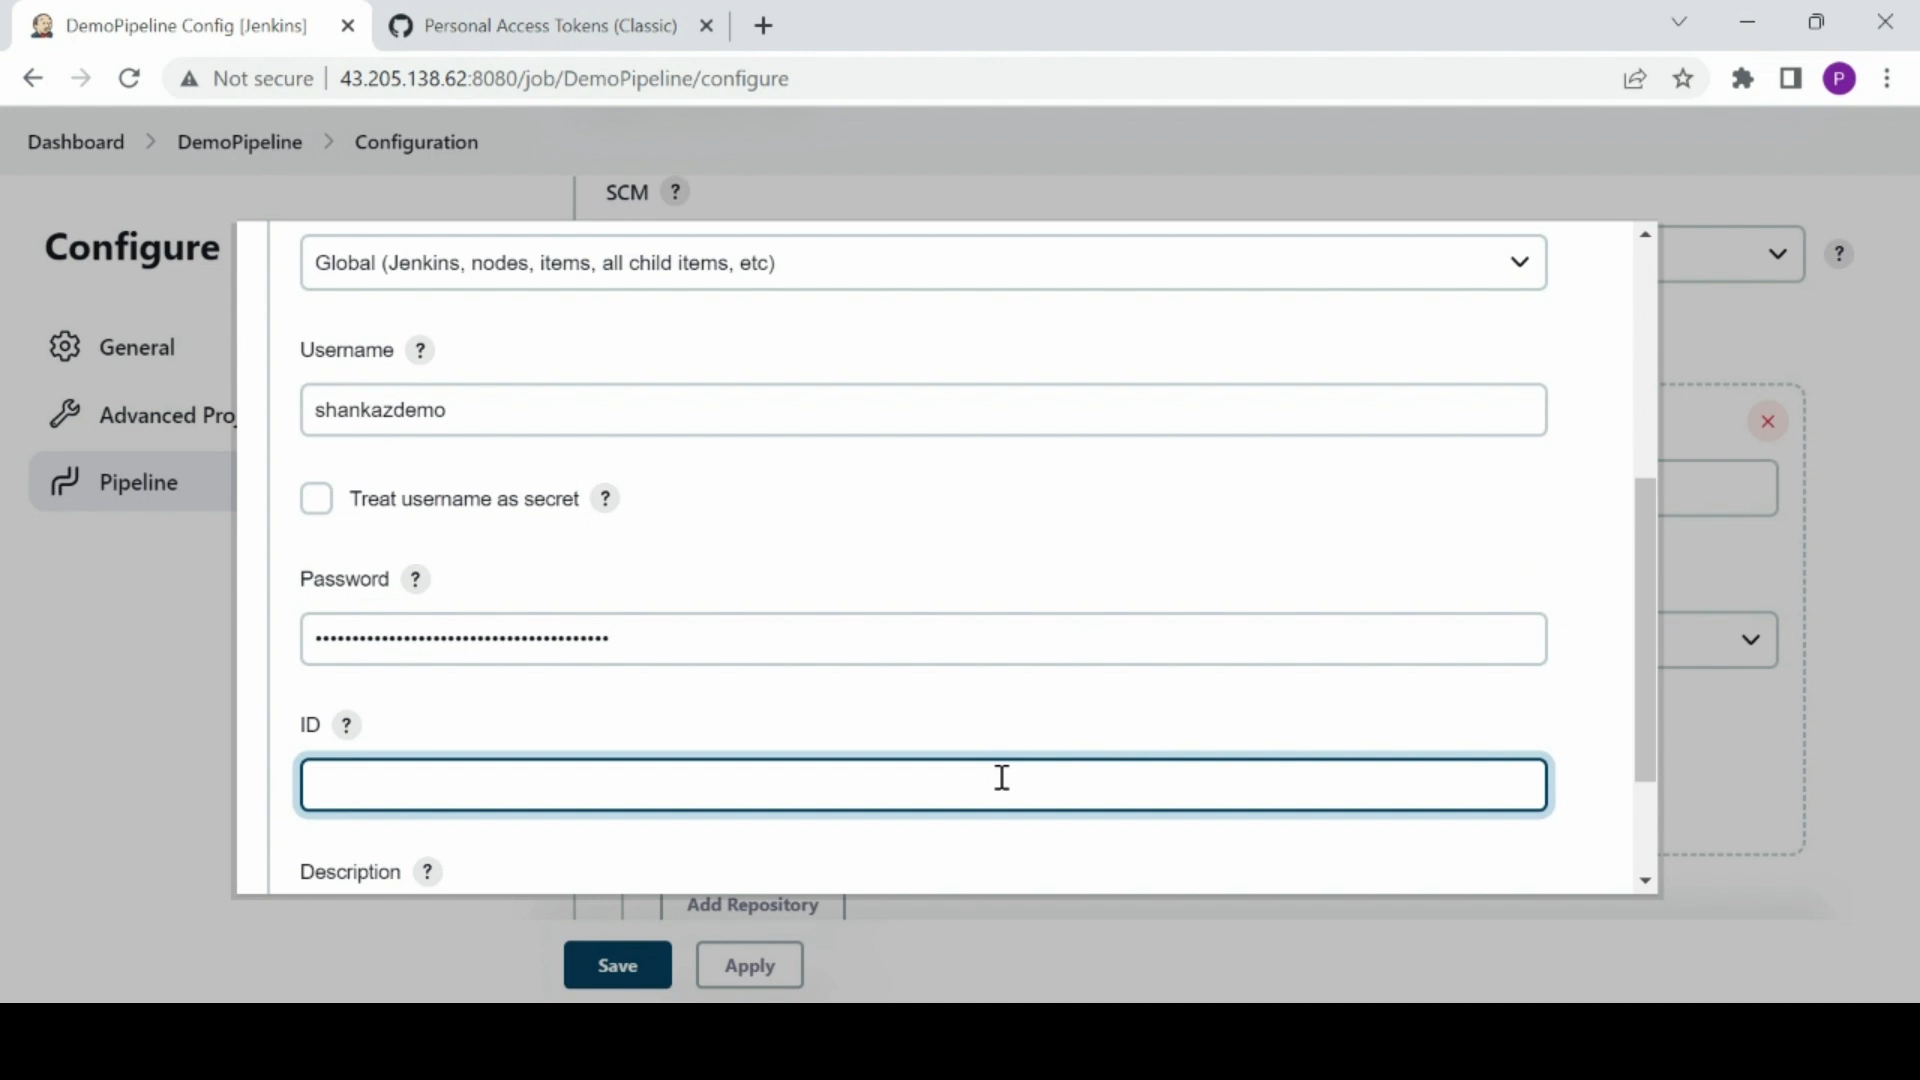 DemoPipeline Config [Jenkins]
Personal Access Tokens (Classic)
Not secure
43.205.138.62:8080/job/DemoPipeline/configure
P
Dashboard
DemoPipeline
Configuration
SCM ?
Configure
General
Advanced Pro
Pipeline
Global (Jenkins, nodes, items, all child items, etc)
?
Username ?
shankazdemo
Treat username as secret ?
Password ?
••••••••••••••••••••••••••••••••••••••••
ID ?
Description ?
Add Repository
Save
Apply